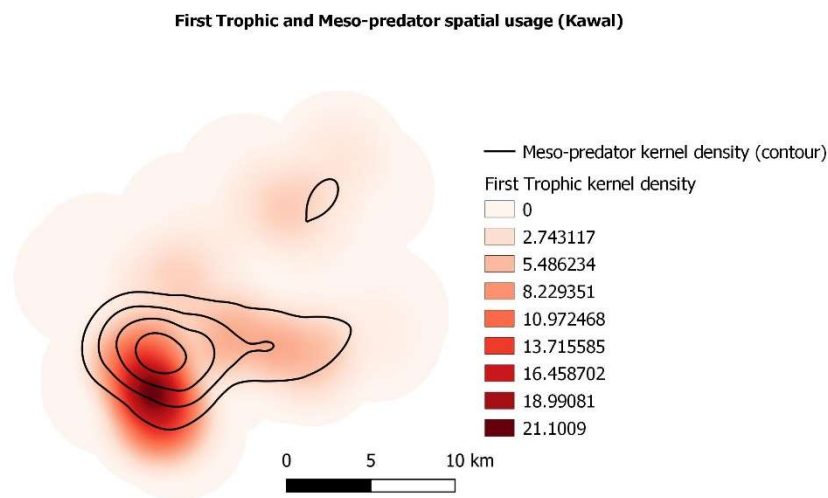 First Trophic and Meso-predator spatial usage (Kawal)
Meso-predator kernel density (contour)
First Trophic kernel density
0
2.743117
5.486234
8.229351
10.972468
13.715585
16.458702
18.99081
21.1009
0 5 10 km